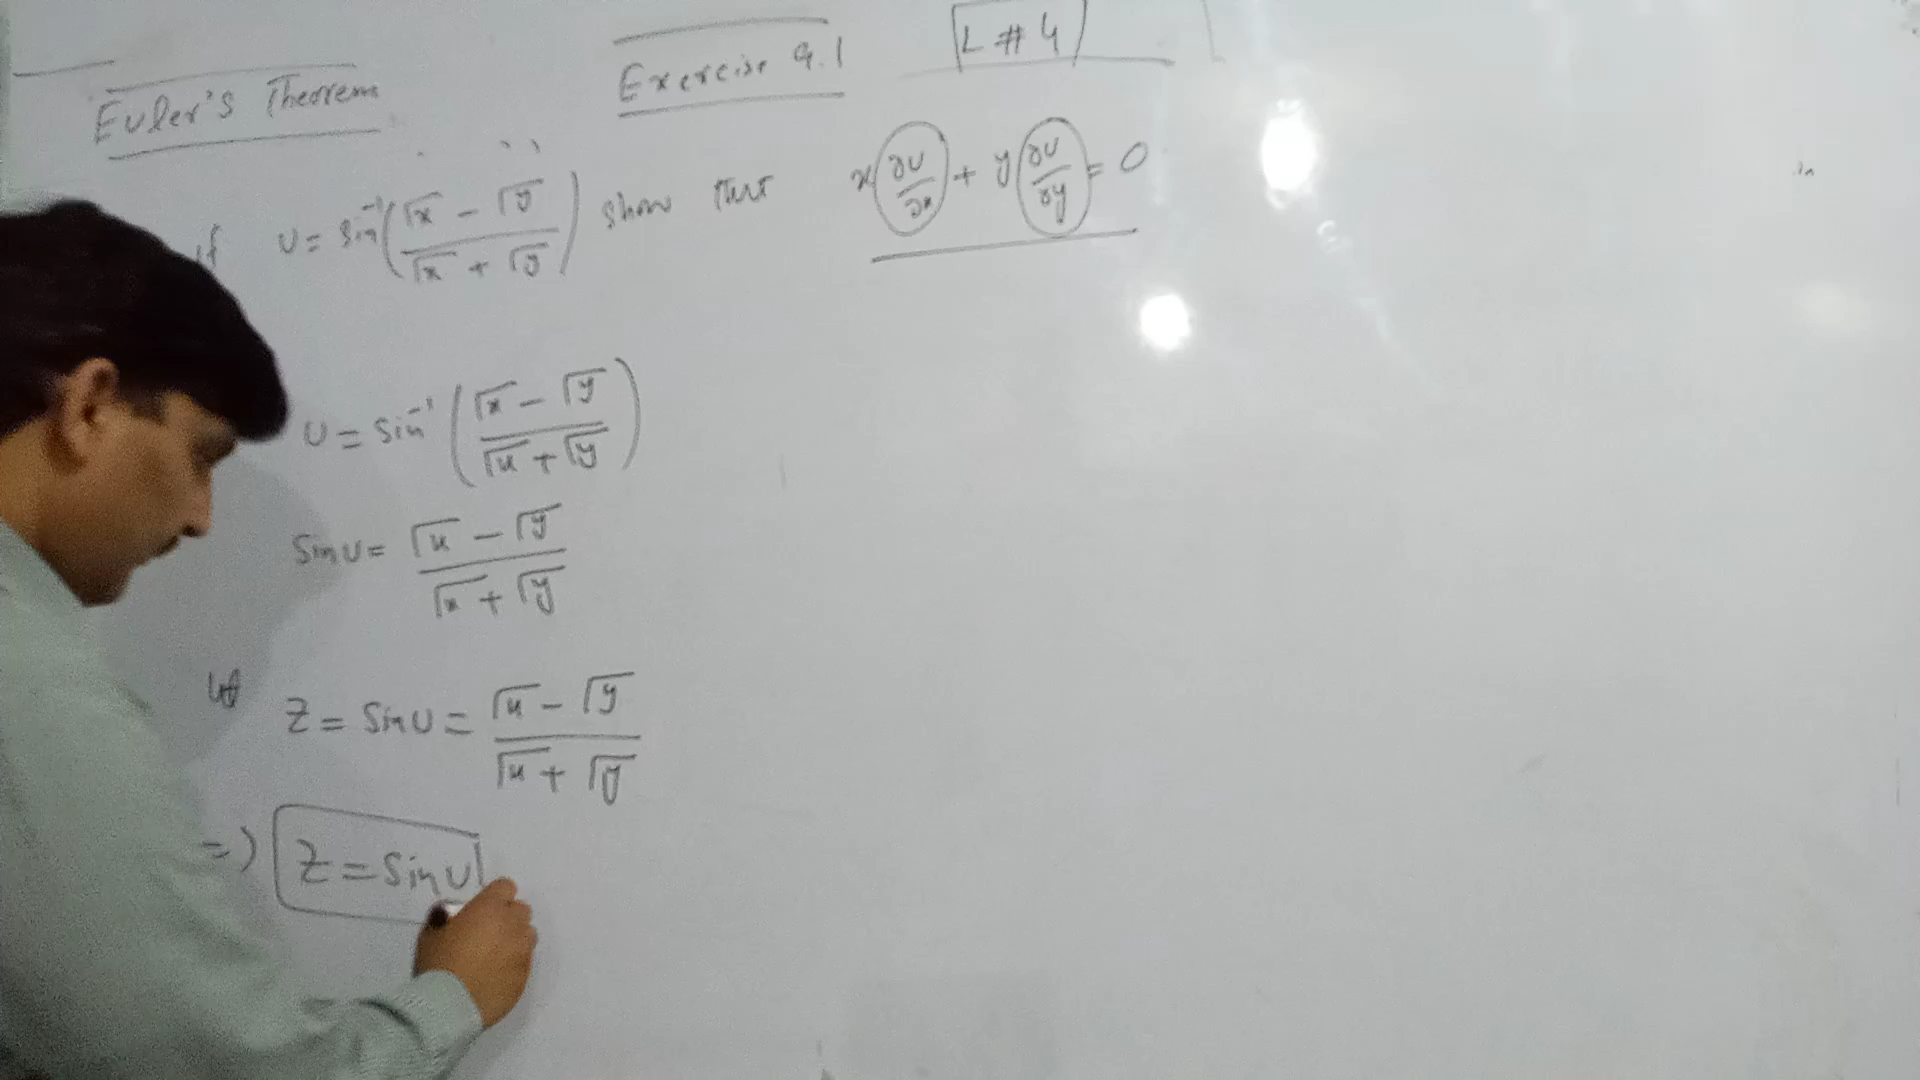 Euler's Theorem
Exercise 9.1
L # 4
If U = sin⁻¹(√x − √y / √x + √y) show that x ∂U/∂x + y ∂U/∂y = 0
U = sin⁻¹(√x − √y / √x + √y)
Sin U = √x − √y / √x + √y
let
Z = Sin U = √x − √y / √x + √y
=> Z = Sin U